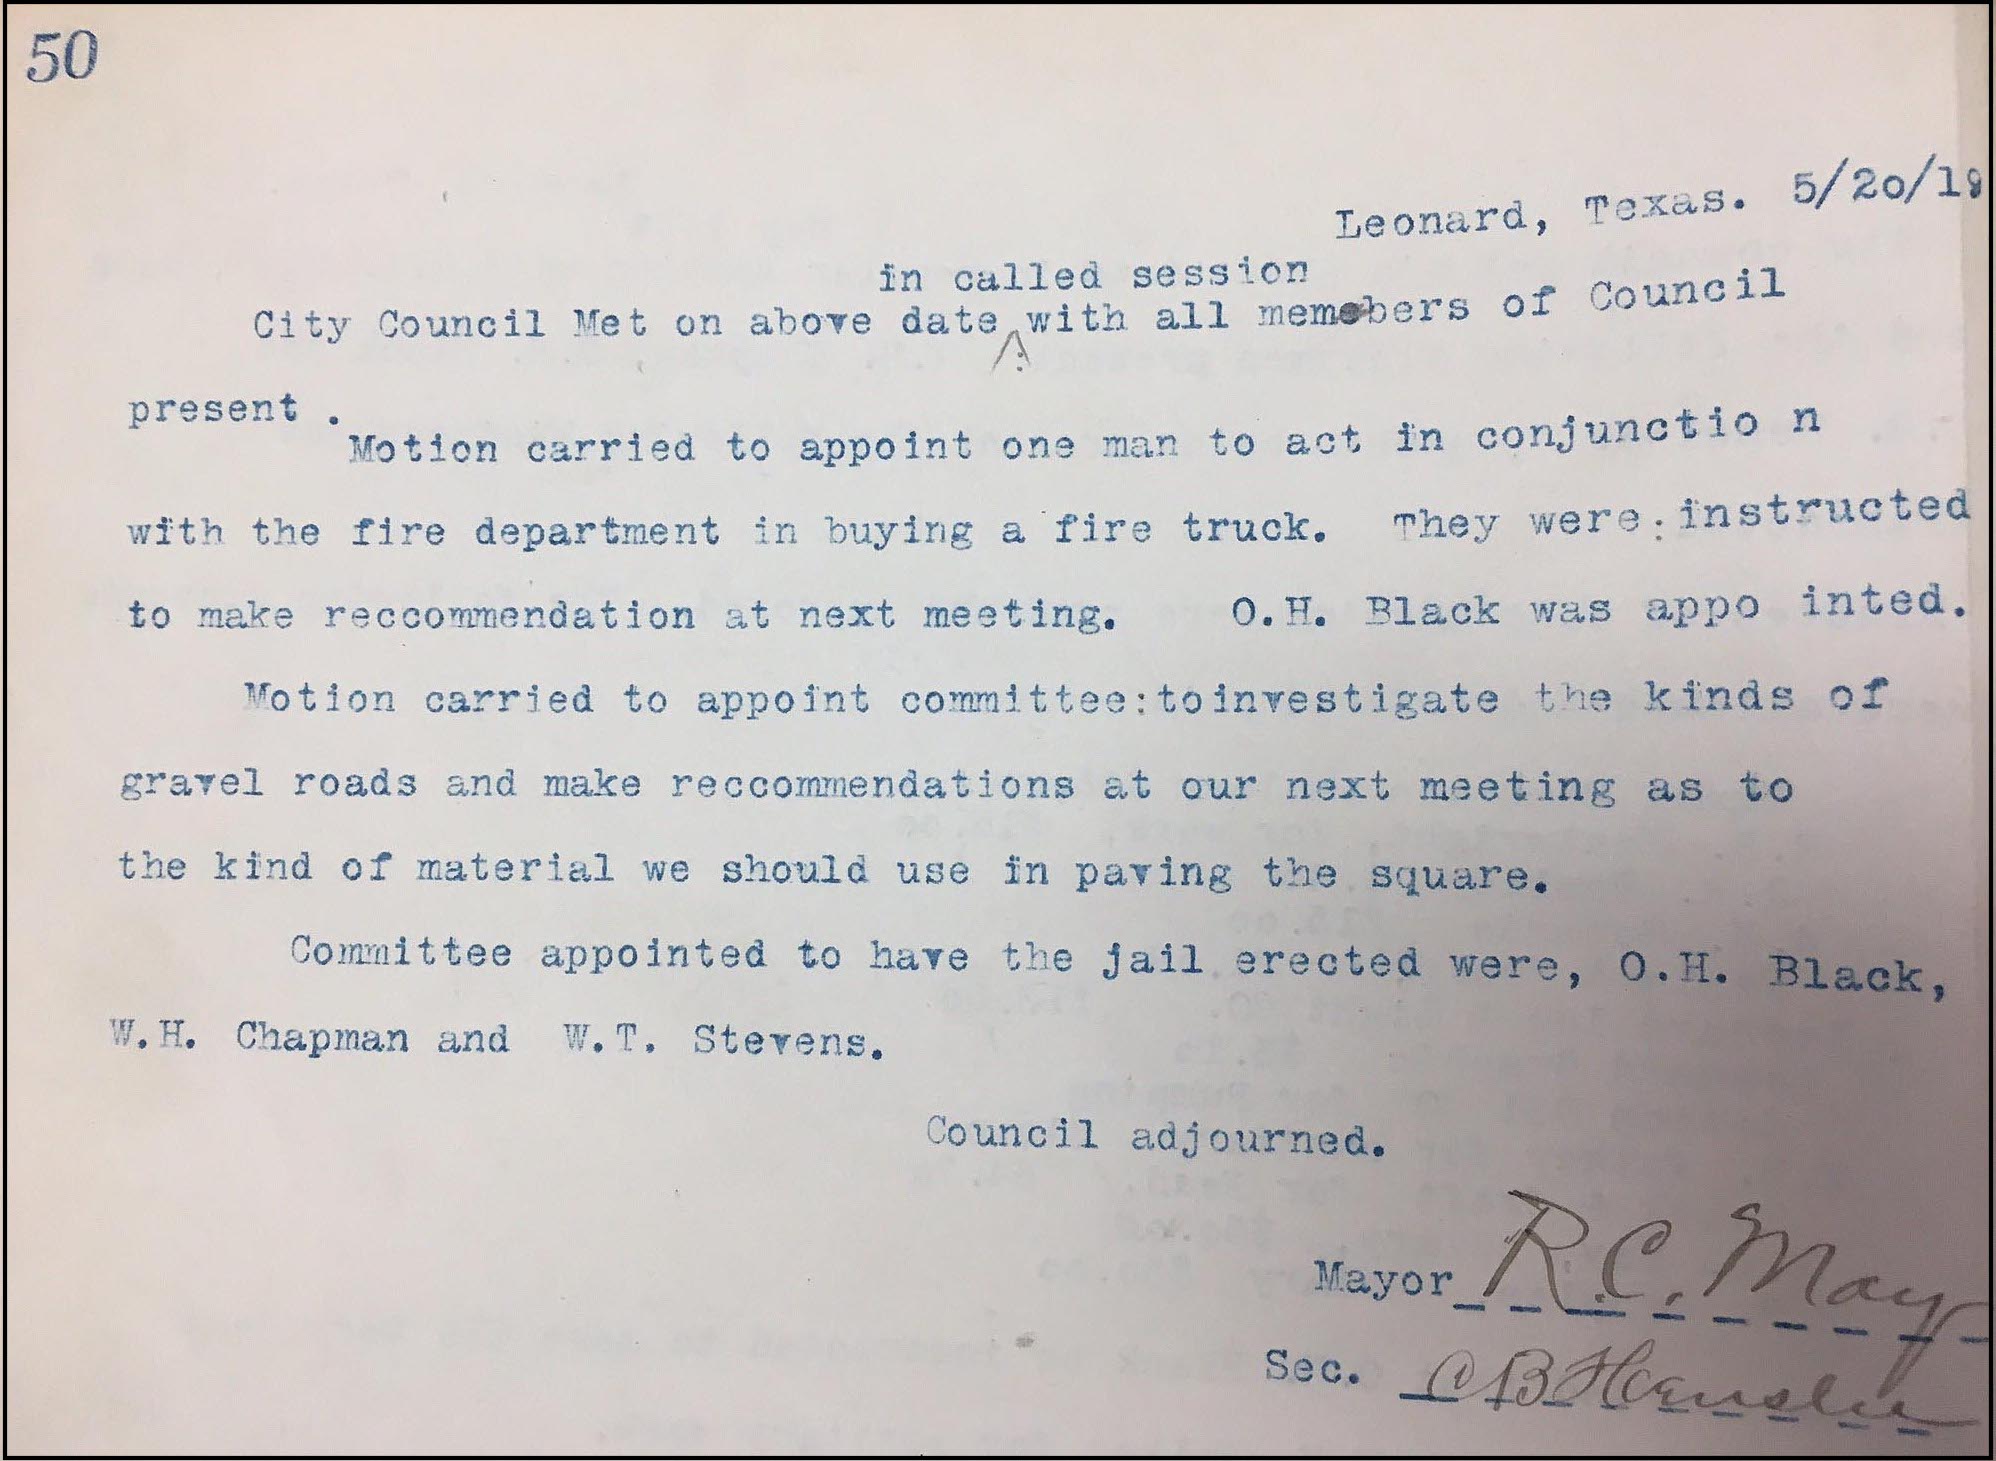 50
Leonard, Texas. 5/20/19
in called session
City Council Met on above date with all memebers of Council
present .
Motion carried to appoint one man to act in conjunctio n
with the fire department in buying a fire truck. They were: instructed
to make reccommendation at next meeting. O.H. Black was appo inted.
Motion carried to appoint committee:toinvestigate the kinds of
gravel roads and make reccommendations at our next meeting as to
the kind of material we should use in paving the square.
Committee appointed to have the jail erected were, O.H. Black,
W.H. Chapman and W.T. Stevens.
Council adjourned.
Mayor R.C. May
Sec. C B